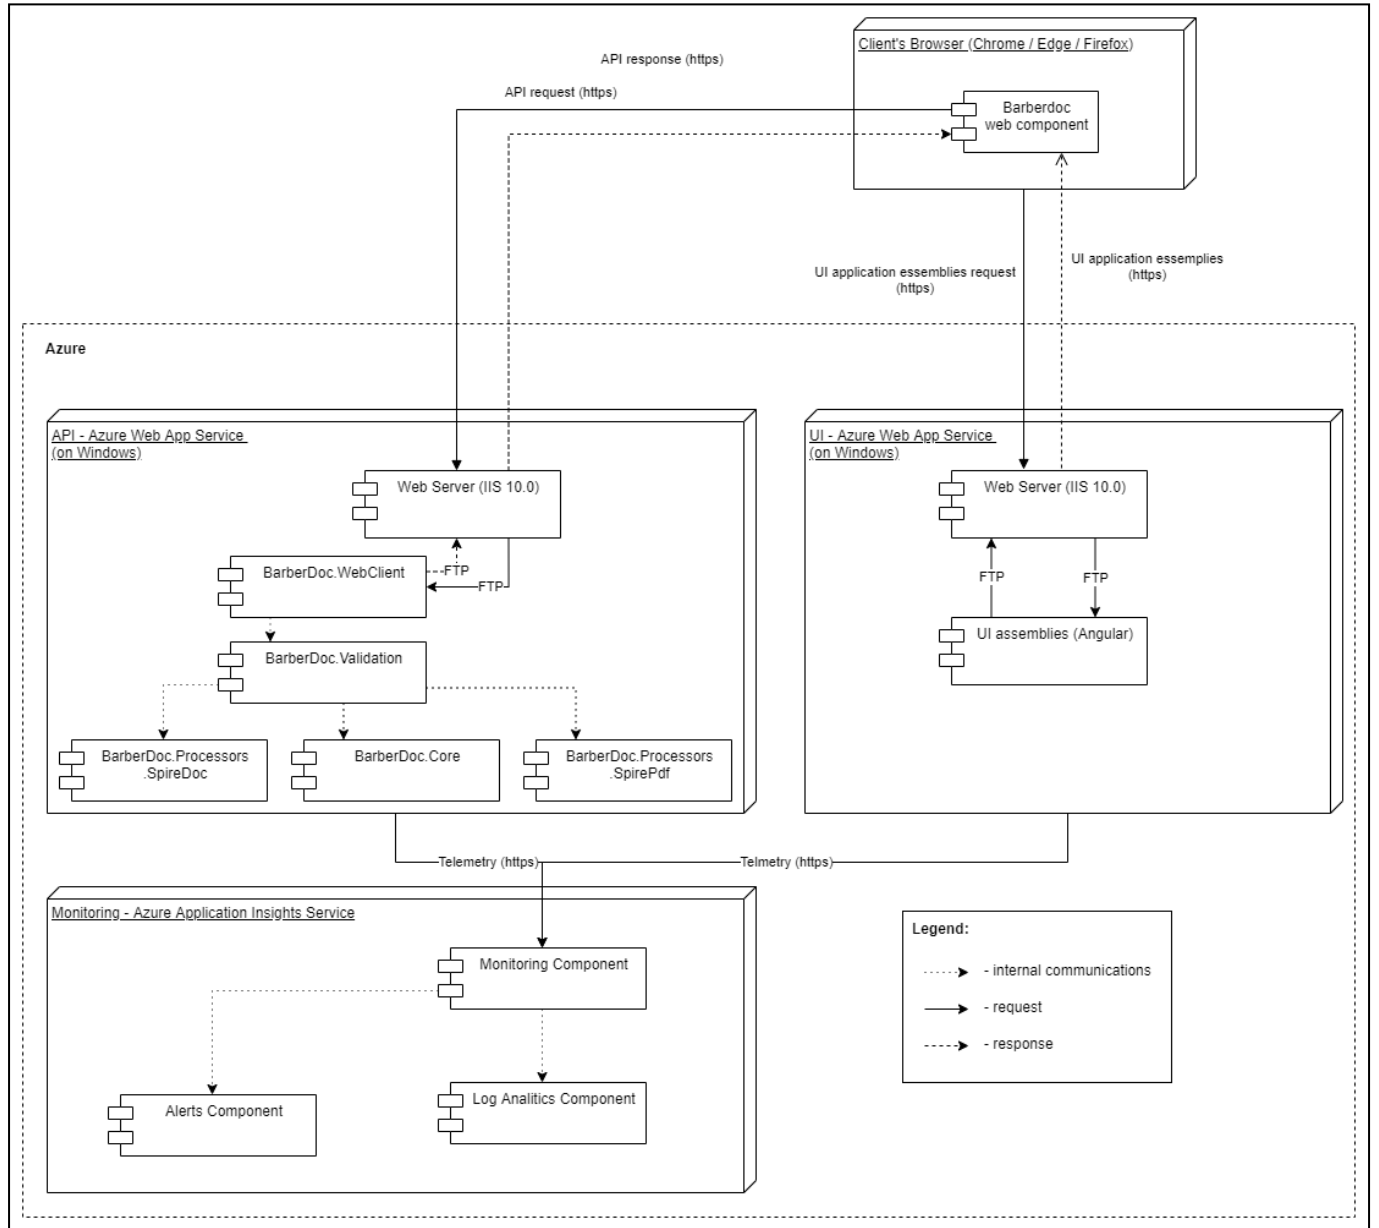 Client's Browser (Chrome / Edge / Firefox)
API response (https)
API request (https)
Barberdoc
web component
UI application essemblies request
(https)
UI application essemplies
(https)
Azure
API - Azure Web App Service
(on Windows)
Web Server (IIS 10.0)
BarberDoc.WebClient
FTP
FTP
BarberDoc.Validation
BarberDoc.Processors
.SpireDoc
BarberDoc.Core
BarberDoc.Processors
.SpirePdf
UI - Azure Web App Service
(on Windows)
Web Server (IIS 10.0)
FTP
FTP
UI assemblies (Angular)
Telemetry (https)
Telmetry (https)
Monitoring - Azure Application Insights Service
Monitoring Component
Alerts Component
Log Analitics Component
Legend:
- internal communications
- request
- response